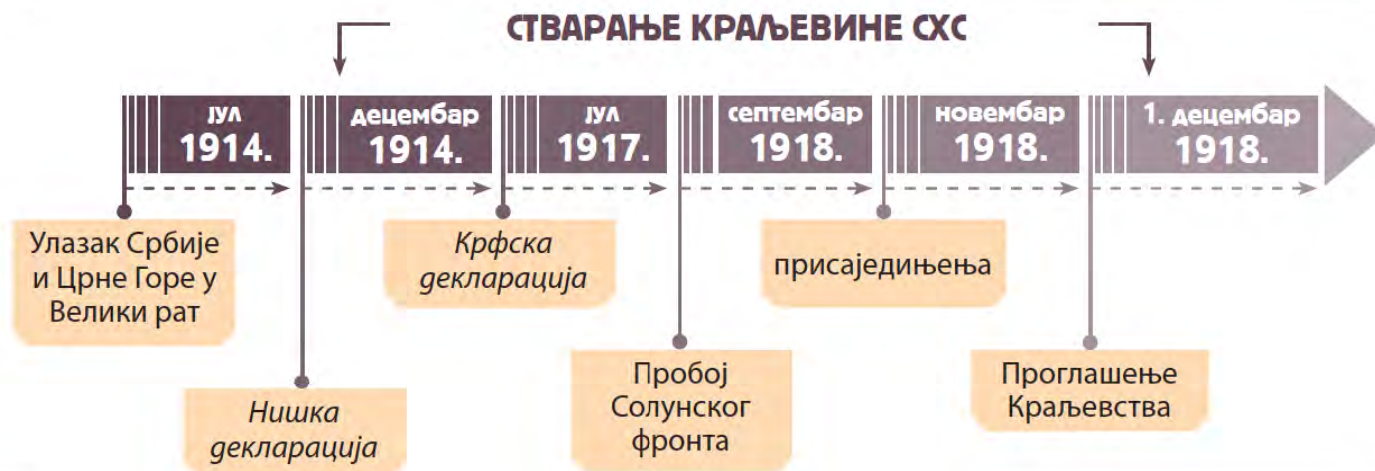 СТВАРАЊЕ КРАЉЕВИНЕ СХС
јул
1914.
децембар
1914.
јул
1917.
септембар
1918.
новембар
1918.
1. децембар
1918.
Улазак Србије
и Црне Горе у
Велики рат
Нишка
декларација
Крфска
декларација
Пробој
Солунског
фронта
присаједињења
Проглашење
Краљевства